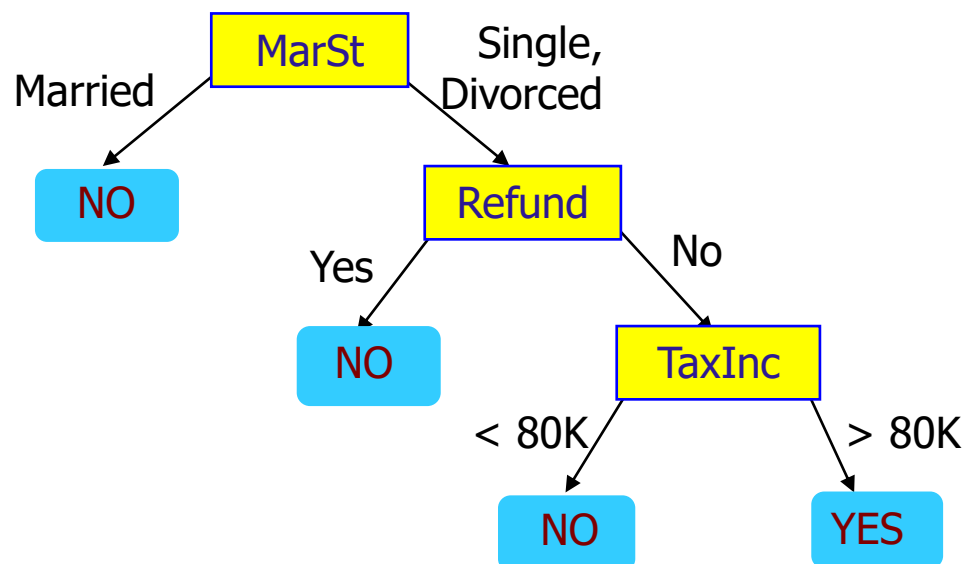 MarSt
Single,
Divorced
Married
NO
Refund
Yes
No
NO
TaxInc
< 80K
> 80K
NO
YES